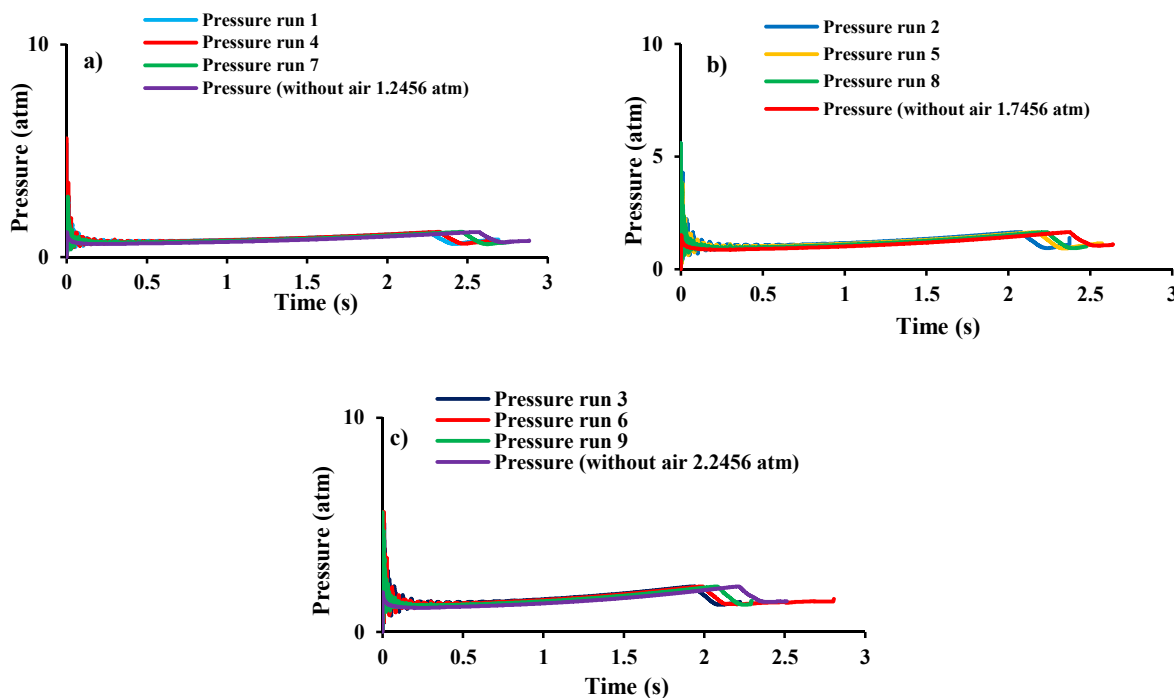 Pressure run 1
Pressure run 4
Pressure run 7
Pressure (without air 1.2456 atm)
a)
10
0
Pressure (atm)
0 0.5 1 1.5 2 2.5 3
Time (s)
Pressure run 2
Pressure run 5
Pressure run 8
Pressure (without air 1.7456 atm)
b)
10
5
0
Pressure (atm)
0 0.5 1 1.5 2 2.5 3
Time (s)
Pressure run 3
Pressure run 6
Pressure run 9
Pressure (without air 2.2456 atm)
c)
10
0
Pressure (atm)
0 0.5 1 1.5 2 2.5 3
Time (s)